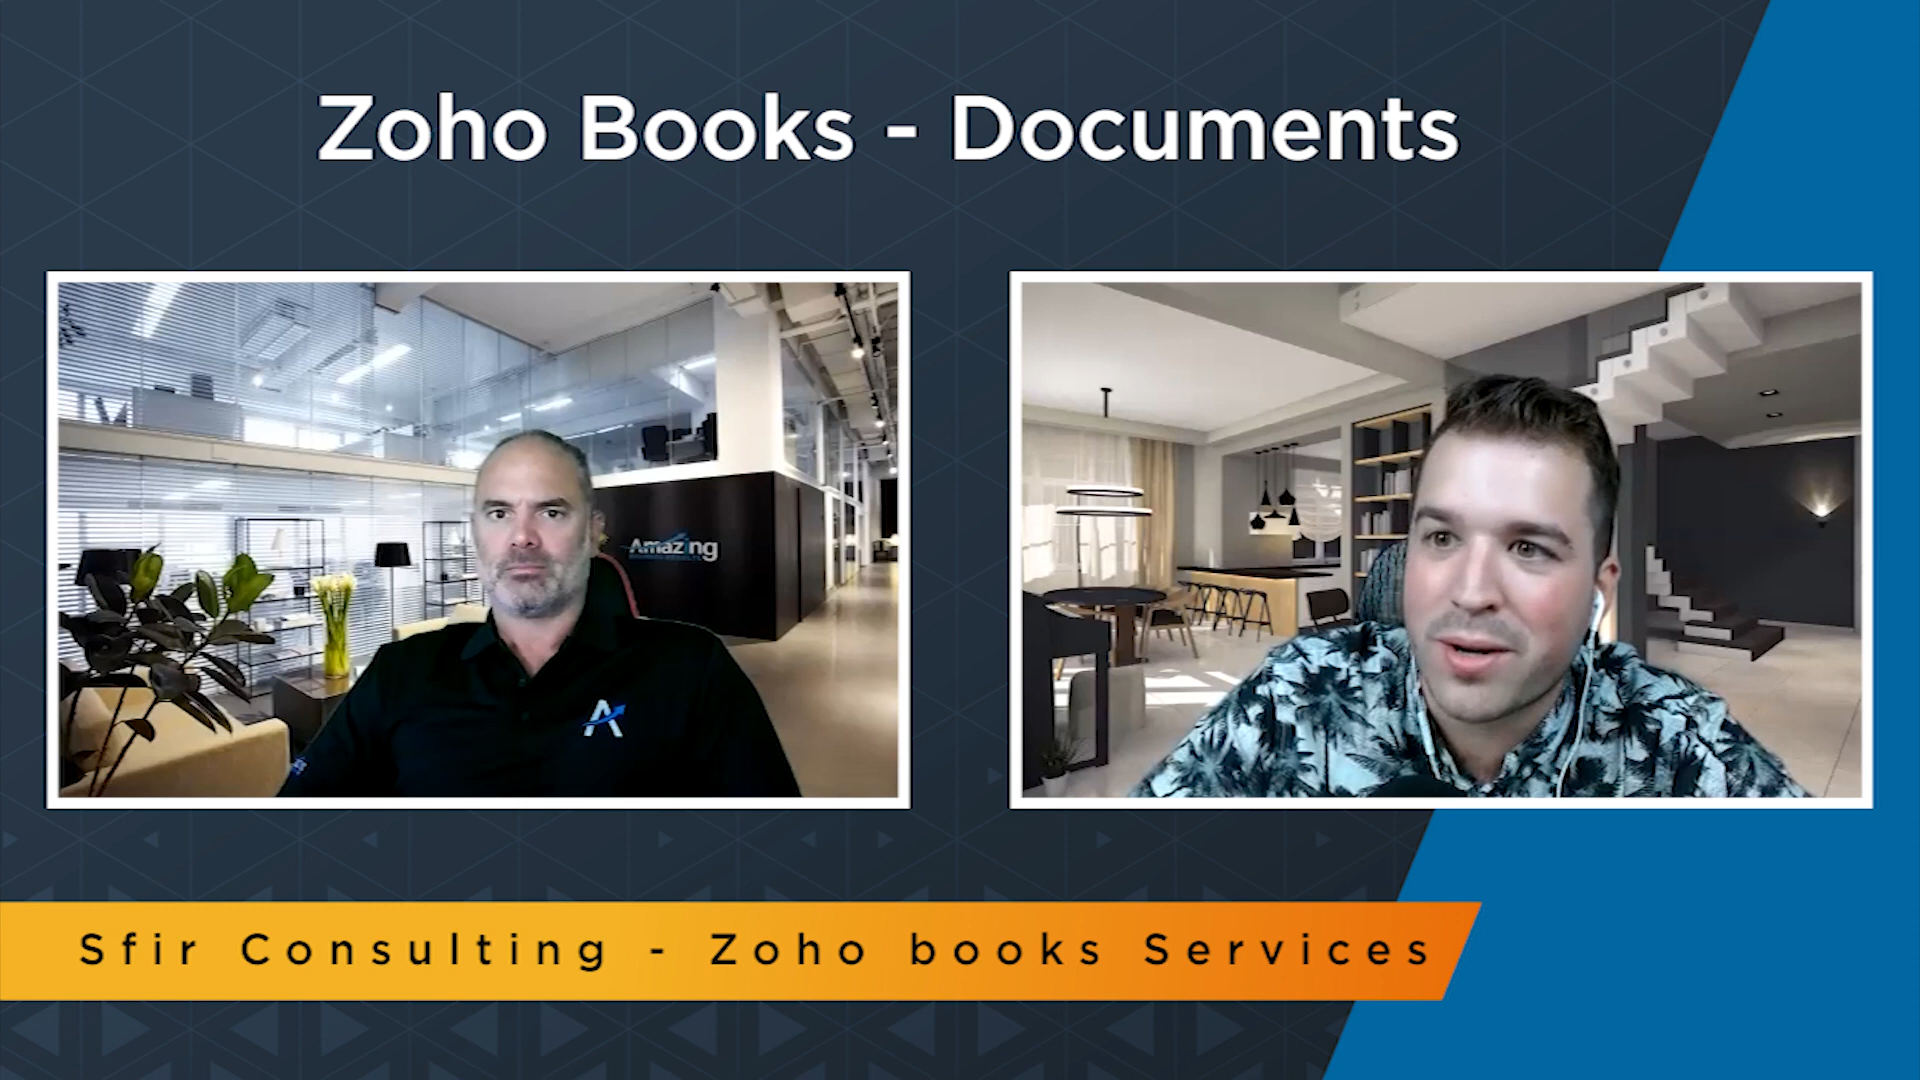 Zoho Books - Documents
Amazing
A
Sfir Consulting - Zoho books Services